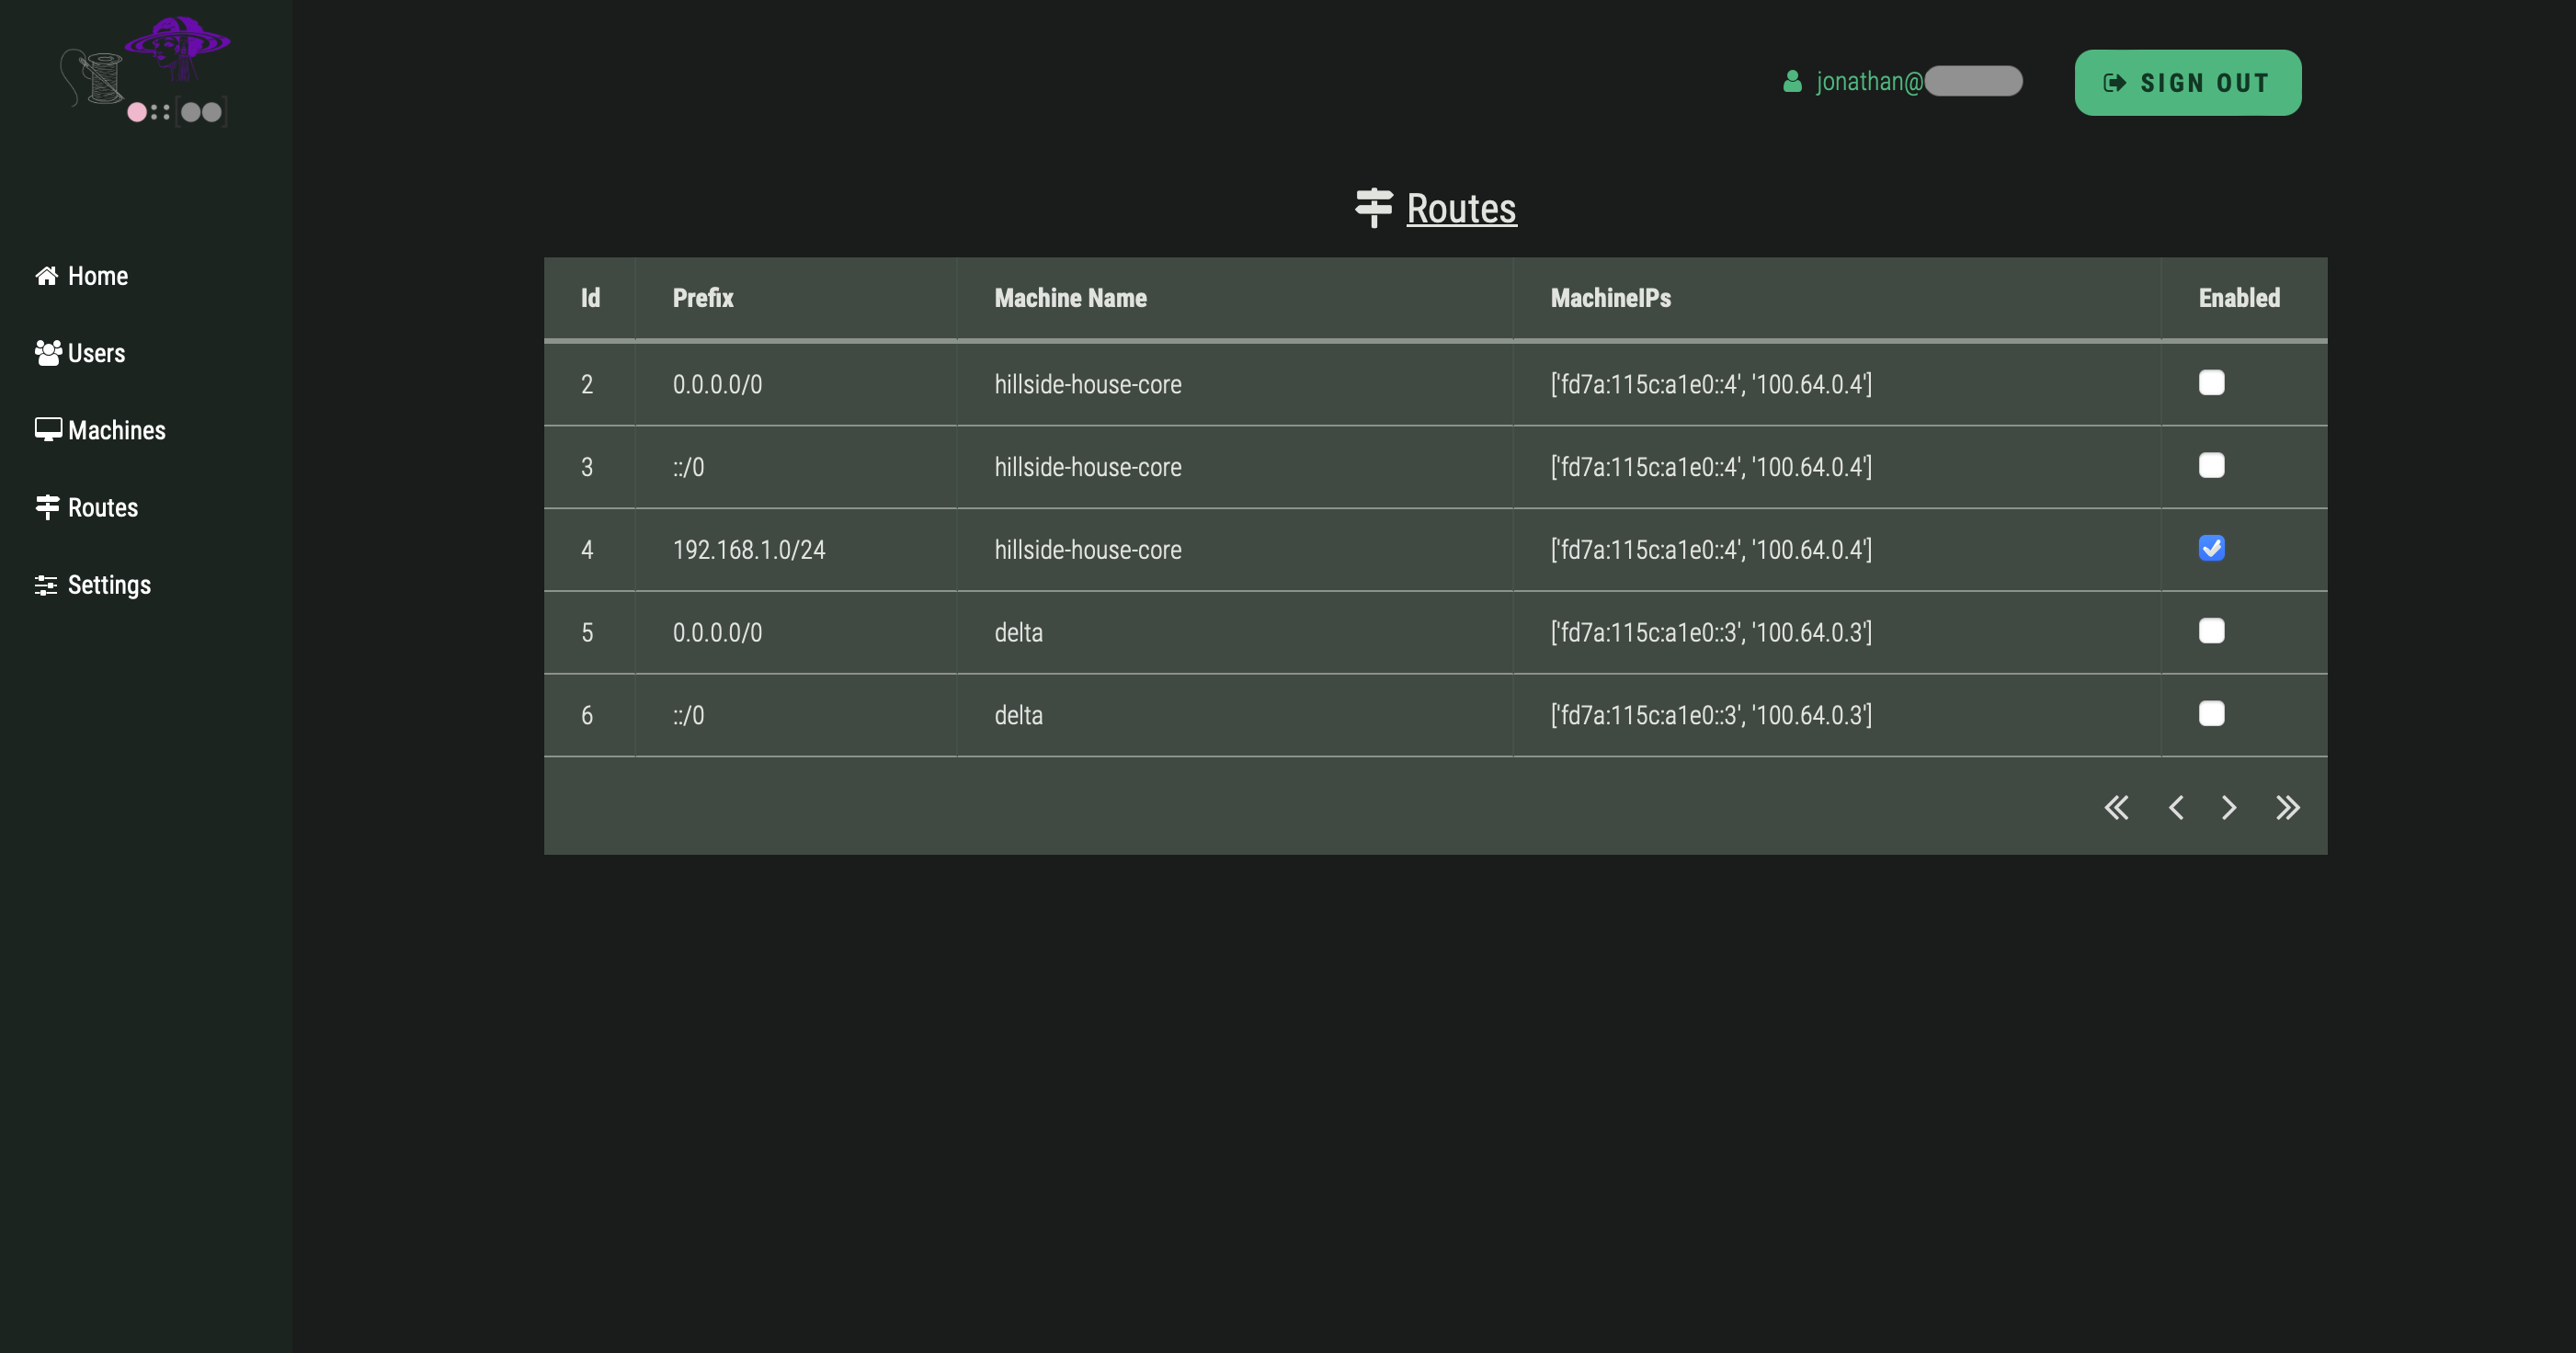 jonathan@
SIGN OUT
Routes
Home
Users
Machines
Routes
Settings
Id Prefix Machine Name MachineIPs Enabled
2 0.0.0.0/0 hillside-house-core ['fd7a:115c:a1e0::4', '100.64.0.4']
3 ::/0 hillside-house-core ['fd7a:115c:a1e0::4', '100.64.0.4']
4 192.168.1.0/24 hillside-house-core ['fd7a:115c:a1e0::4', '100.64.0.4']
5 0.0.0.0/0 delta ['fd7a:115c:a1e0::3', '100.64.0.3']
6 ::/0 delta ['fd7a:115c:a1e0::3', '100.64.0.3']